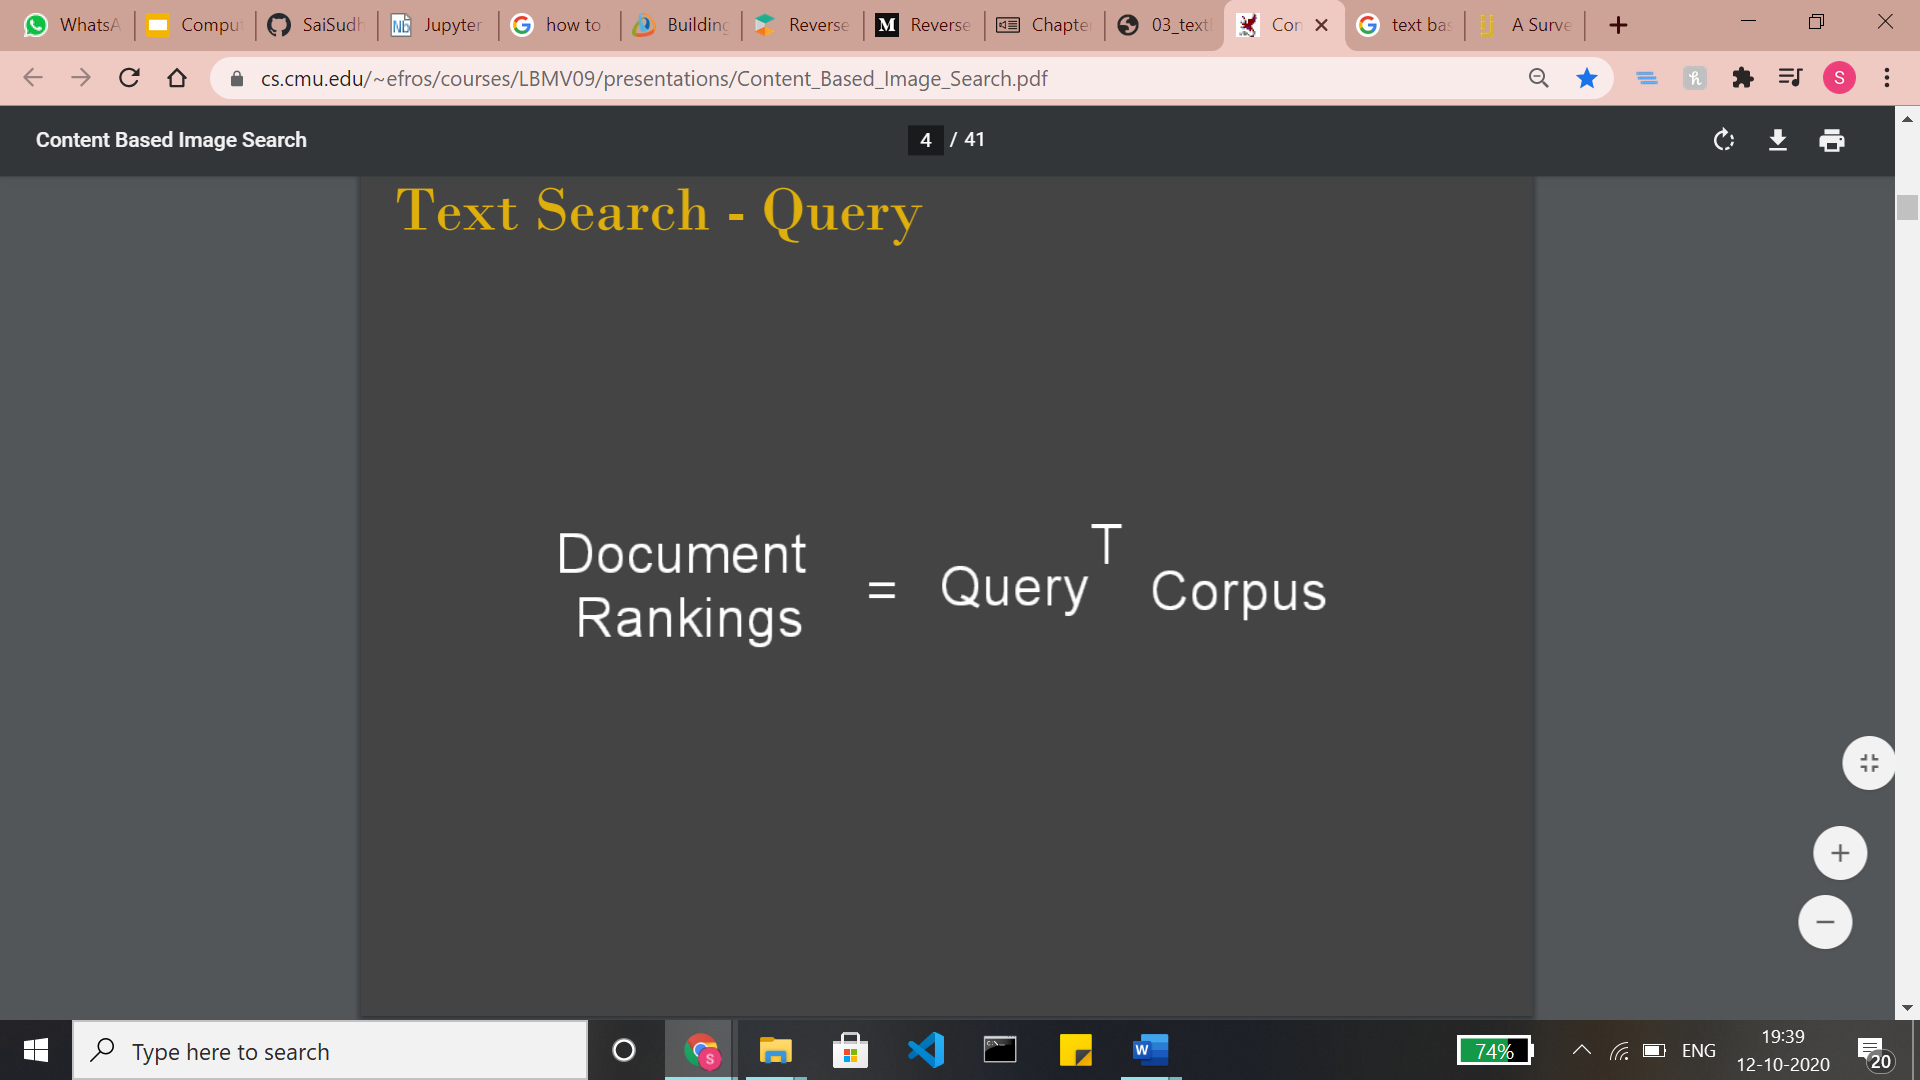 WhatsA
Compu
SaiSudh
Jupyter
how to
Building
Reverse
Reverse
Chapter
03_text
Con
text bas
A Surve
cs.cmu.edu/~efros/courses/LBMV09/presentations/Content_Based_Image_Search.pdf
S
Content Based Image Search
4 / 41
Text Search - Query
Document
Rankings = Query T Corpus
Type here to search
74%
ENG
19:39
12-10-2020
20